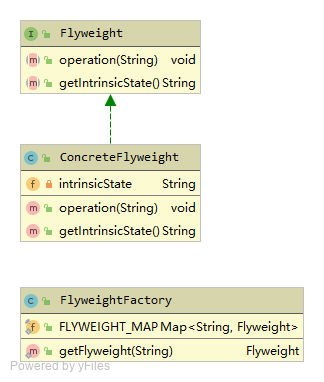 I Flyweight
m operation(String) void
m getIntrinsicState() String
C ConcreteFlyweight
f intrinsicState String
m operation(String) void
m getIntrinsicState() String
C FlyweightFactory
f FLYWEIGHT_MAP Map<String, Flyweight>
m getFlyweight(String) Flyweight
Powered by yFiles